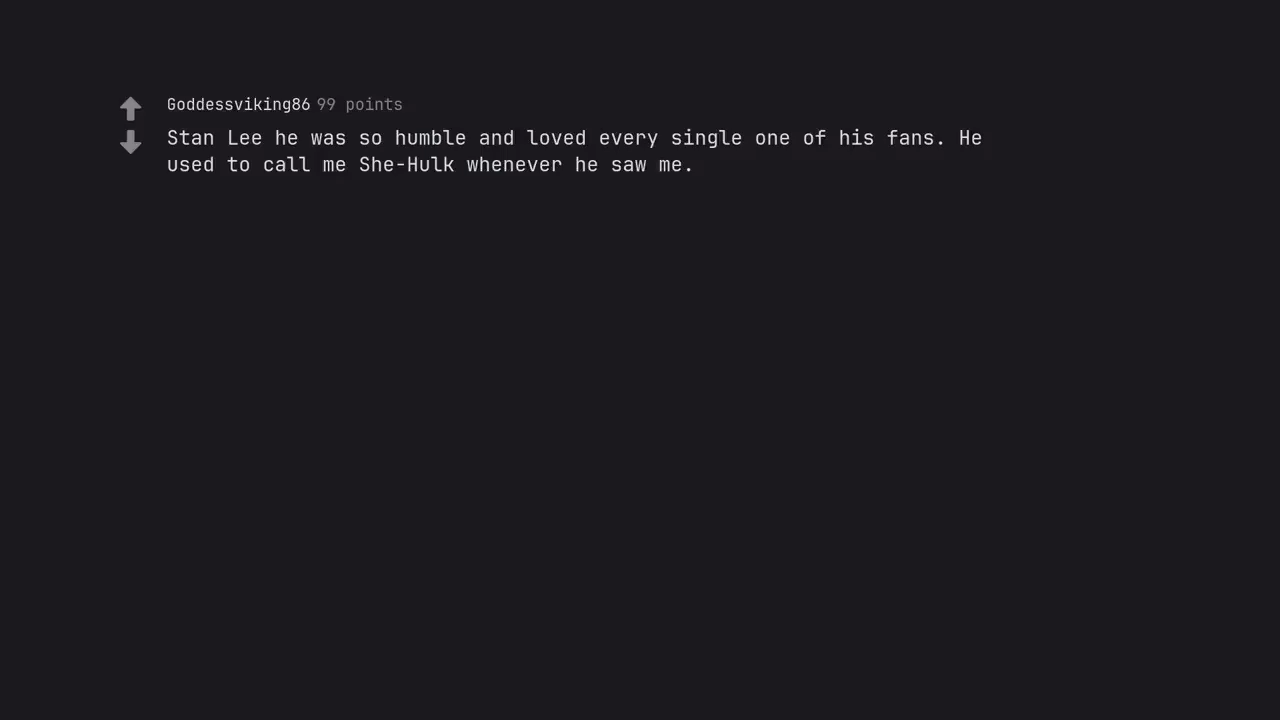 Goddessviking86 99 points
Stan Lee he was so humble and loved every single one of his fans. He
used to call me She-Hulk whenever he saw me.